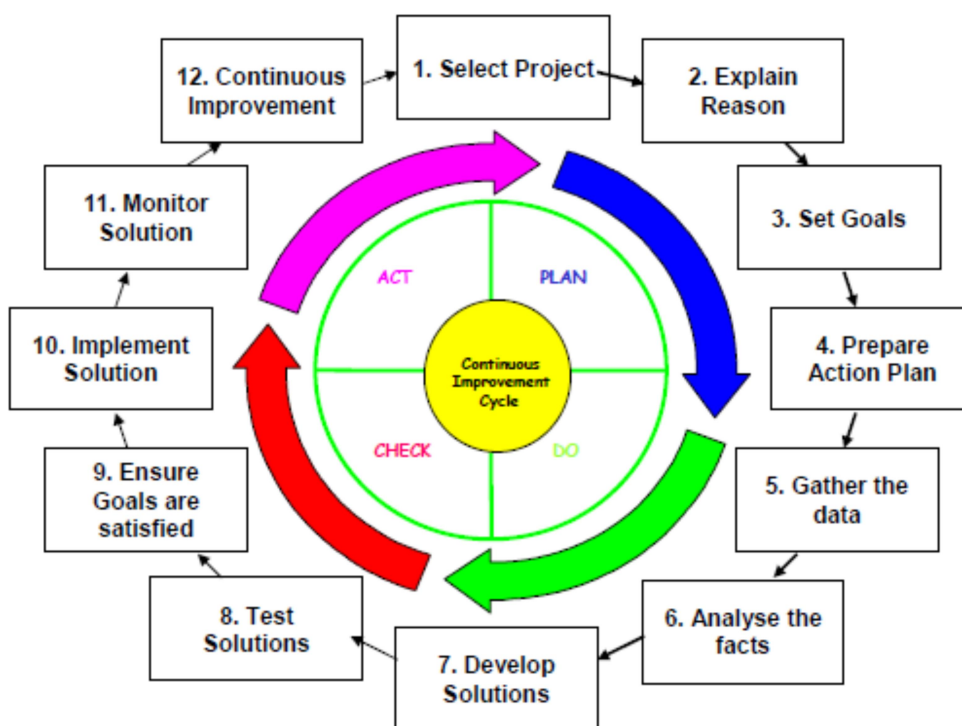 1. Select Project
2. Explain
Reason
3. Set Goals
4. Prepare
Action Plan
5. Gather the
data
6. Analyse the
facts
7. Develop
Solutions
8. Test
Solutions
9. Ensure
Goals are
satisfied
10. Implement
Solution
11. Monitor
Solution
12. Continuous
Improvement
ACT
PLAN
Continuous
Improvement
Cycle
CHECK
DO